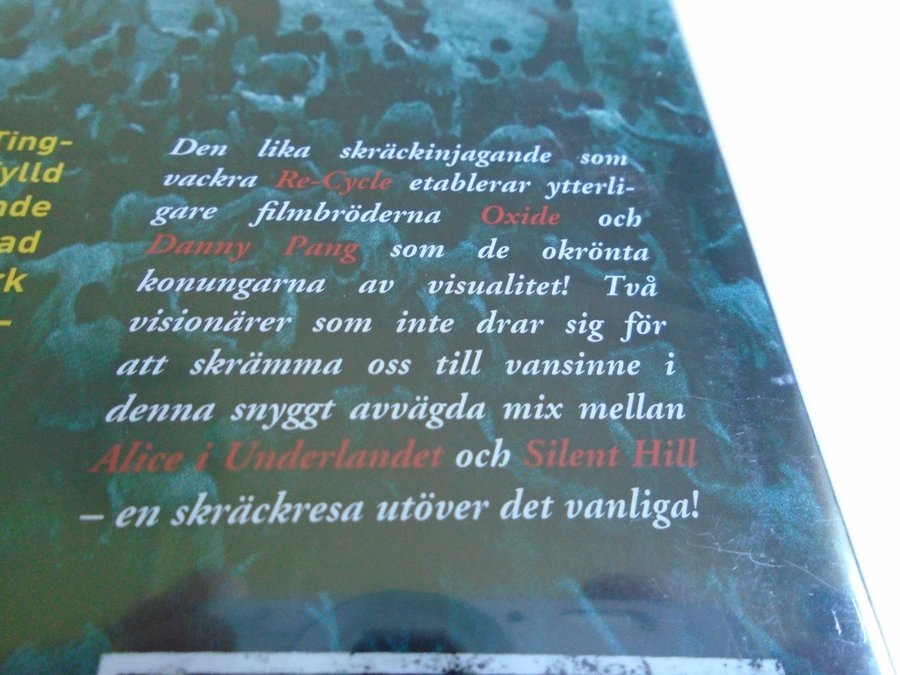 Ting-
ylld
nde
ad
rk
–
Den lika skräckinjagande som
vackra Re-Cycle etablerar ytterli-
gare filmbröderna Oxide och
Danny Pang som de okrönta
konungarna av visualitet! Två
visionärer som inte drar sig för
att skrämma oss till vansinne i
denna snyggt avvägda mix mellan
Alice i Underlandet och Silent Hill
– en skräckresa utöver det vanliga!